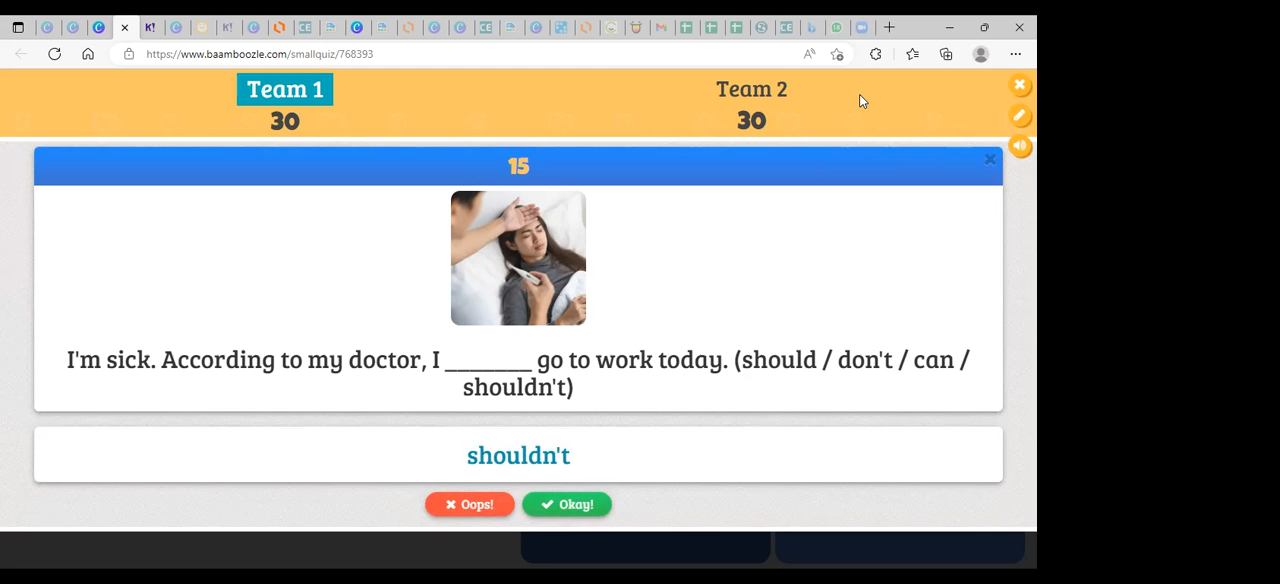 https://www.baamboozle.com/smallquiz/768393
Team 1
Team 2
30
30
15
I'm sick. According to my doctor, I _______ go to work today. (should / don't / can /
shouldn't)
shouldn't
Oops!
Okay!